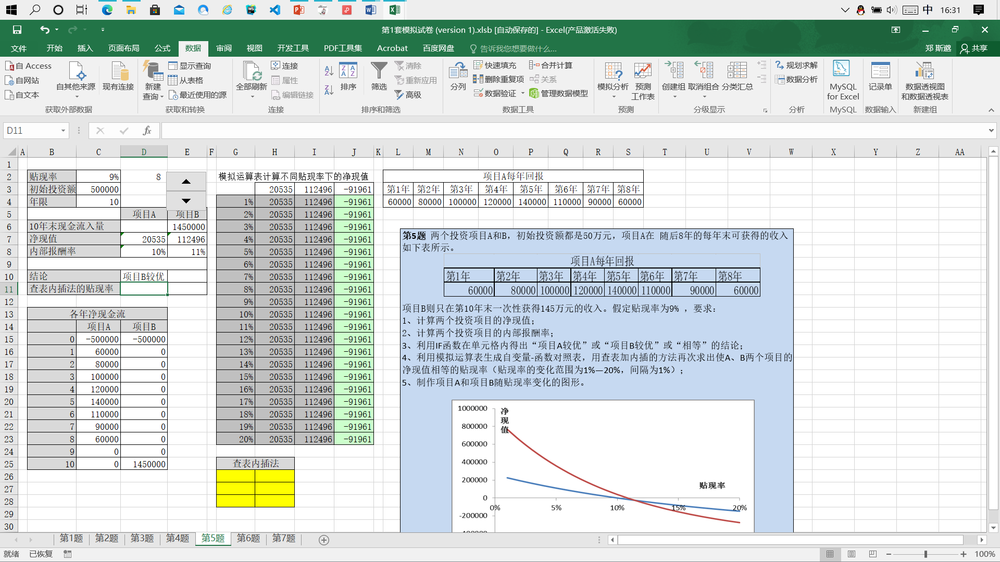 中 16:31
第1套模拟试卷 (version 1).xlsb [自动保存的] - Excel(产品激活失败)
文件 开始 插入 页面布局 公式 数据 审阅 视图 开发工具 PDF工具集 Acrobat 百度网盘 告诉我您想要做什么... 郑 斯邈 共享
自 Access 自网站 自文本 自其他来源 现有连接 新建查询 显示查询 从表格 最近使用的源 全部刷新 连接 属性 编辑链接 排序 筛选 清除 重新应用 高级 分列 快速填充 删除重复项 数据验证 合并计算 关系 管理数据模型 模拟分析 预测工作表 创建组 取消组合 分类汇总 规划求解 数据分析 MySQL for Excel 记录单 数据透视图和数据透视表
获取外部数据 获取和转换 连接 排序和筛选 数据工具 预测 分级显示 分析 MySQL 数据输入 新建组
D11 fx
A B C D E F G H I J K L M N O P Q R S T U V W X Y Z AA
1
2 贴现率 9% 8 模拟运算表计算不同贴现率下的净现值 项目A每年回报
3 初始投资额 500000 20535 112496 -91961 第1年 第2年 第3年 第4年 第5年 第6年 第7年 第8年
4 年限 10 1% 20535 112496 -91961 60000 80000 100000 120000 140000 110000 90000 60000
5 项目A 项目B 2% 20535 112496 -91961
6 10年末现金流入量 1450000 3% 20535 112496 -91961
7 净现值 20535 112496 4% 20535 112496 -91961
8 内部报酬率 10% 11% 5% 20535 112496 -91961
9 6% 20535 112496 -91961
10 结论 项目B较优 7% 20535 112496 -91961
11 查表内插法的贴现率 8% 20535 112496 -91961
12 9% 20535 112496 -91961
13 各年净现金流 10% 20535 112496 -91961
14 项目A 项目B 11% 20535 112496 -91961
15 0 -500000 -500000 12% 20535 112496 -91961
16 1 60000 0 13% 20535 112496 -91961
17 2 80000 0 14% 20535 112496 -91961
18 3 100000 0 15% 20535 112496 -91961
19 4 120000 0 16% 20535 112496 -91961
20 5 140000 0 17% 20535 112496 -91961
21 6 110000 0 18% 20535 112496 -91961
22 7 90000 0 19% 20535 112496 -91961
23 8 60000 0 20% 20535 112496 -91961
24 9 0 0
25 10 0 1450000 查表内插法
26
27
28
29
30
第5题 两个投资项目A和B，初始投资额都是50万元，项目A在 随后8年的每年末可获得的收入
如下表所示。
项目A每年回报
第1年 第2年 第3年 第4年 第5年 第6年 第7年 第8年
60000 80000 100000 120000 140000 110000 90000 60000
项目B则只在第10年末一次性获得145万元的收入。假定贴现率为9% ，要求：
1、计算两个投资项目的净现值；
2、计算两个投资项目的内部报酬率；
3、利用IF函数在单元格内得出“项目A较优”或“项目B较优”或“相等”的结论；
4、利用模拟运算表生成自变量-函数对照表，用查表加内插的方法再次求出使A、B两个项目的
净现值相等的贴现率（贴现率的变化范围为1%—20%，间隔为1%）；
5、制作项目A和项目B随贴现率变化的图形。
净现值
1000000
800000
600000
400000
200000
0
-200000
贴现率
0% 5% 10% 15% 20%
第1题 第2题 第3题 第4题 第5题 第6题 第7题
就绪 已恢复 100%